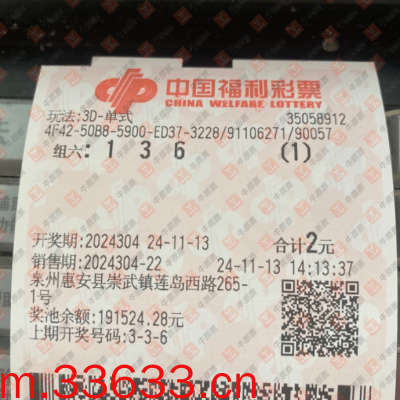 中国福利彩票
CHINA WELFARE LOTTERY
玩法:3D-单式 35058912
4F42-50B8-5900-ED37-3228/91106271/90057
组六: 1 3 6 (1)
开奖期:2024304 24-11-13 合计2元
销售期:2024304-22 24-11-13 14:13:37
泉州惠安县崇武镇莲岛西路265-
1号
奖池余额:191524.28元
上期开奖号码:3-3-6
m.33633.cn